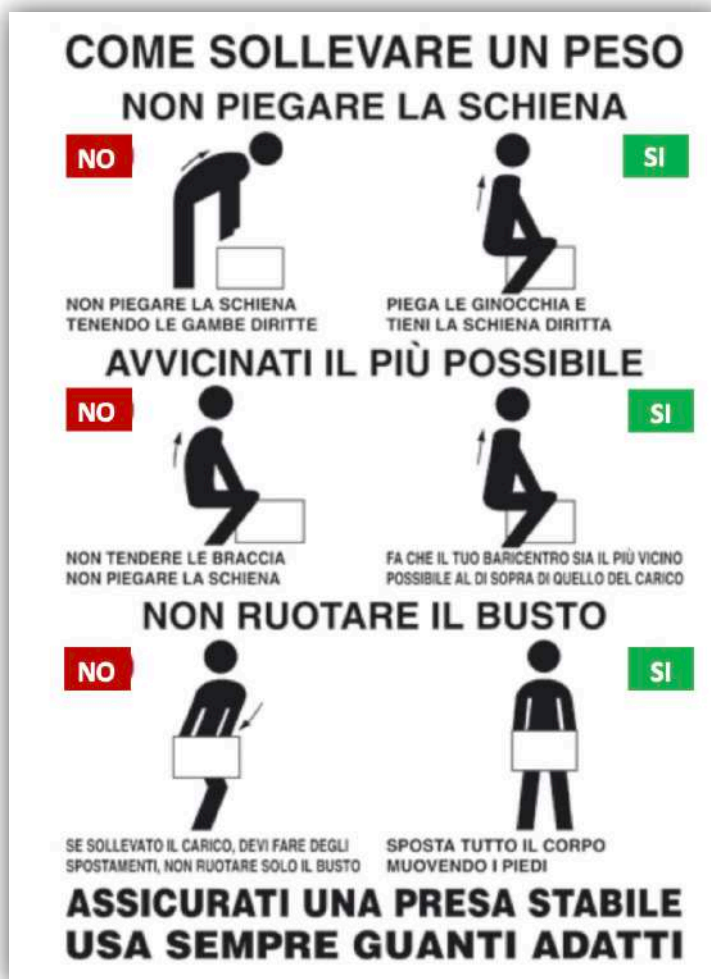 COME SOLLEVARE UN PESO
NON PIEGARE LA SCHIENA
NO
SI
NON PIEGARE LA SCHIENA
TENENDO LE GAMBE DIRITTE
PIEGA LE GINOCCHIA E
TIENI LA SCHIENA DIRITTA
AVVICINATI IL PIÙ POSSIBILE
NO
SI
NON TENDERE LE BRACCIA
NON PIEGARE LA SCHIENA
FA CHE IL TUO BARICENTRO SIA IL PIÙ VICINO
POSSIBILE AL DI SOPRA DI QUELLO DEL CARICO
NON RUOTARE IL BUSTO
NO
SI
SE SOLLEVATO IL CARICO, DEVI FARE DEGLI
SPOSTAMENTI, NON RUOTARE SOLO IL BUSTO
SPOSTA TUTTO IL CORPO
MUOVENDO I PIEDI
ASSICURATI UNA PRESA STABILE
USA SEMPRE GUANTI ADATTI